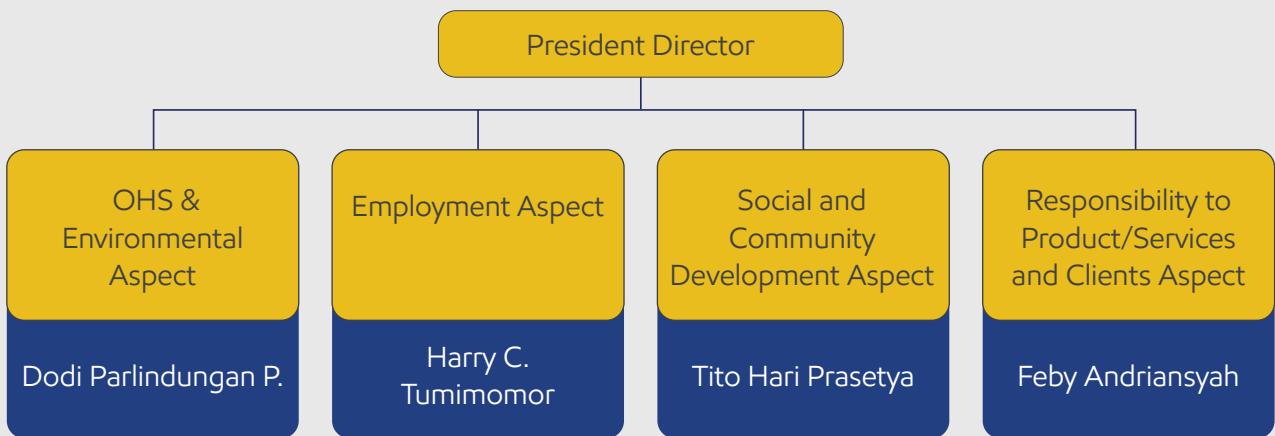 President Director
OHS &
Environmental
Aspect
Employment Aspect
Social and
Community
Development Aspect
Responsibility to
Product/Services
and Clients Aspect
Dodi Parlindungan P.
Harry C.
Tumimomor
Tito Hari Prasetya
Feby Andriansyah